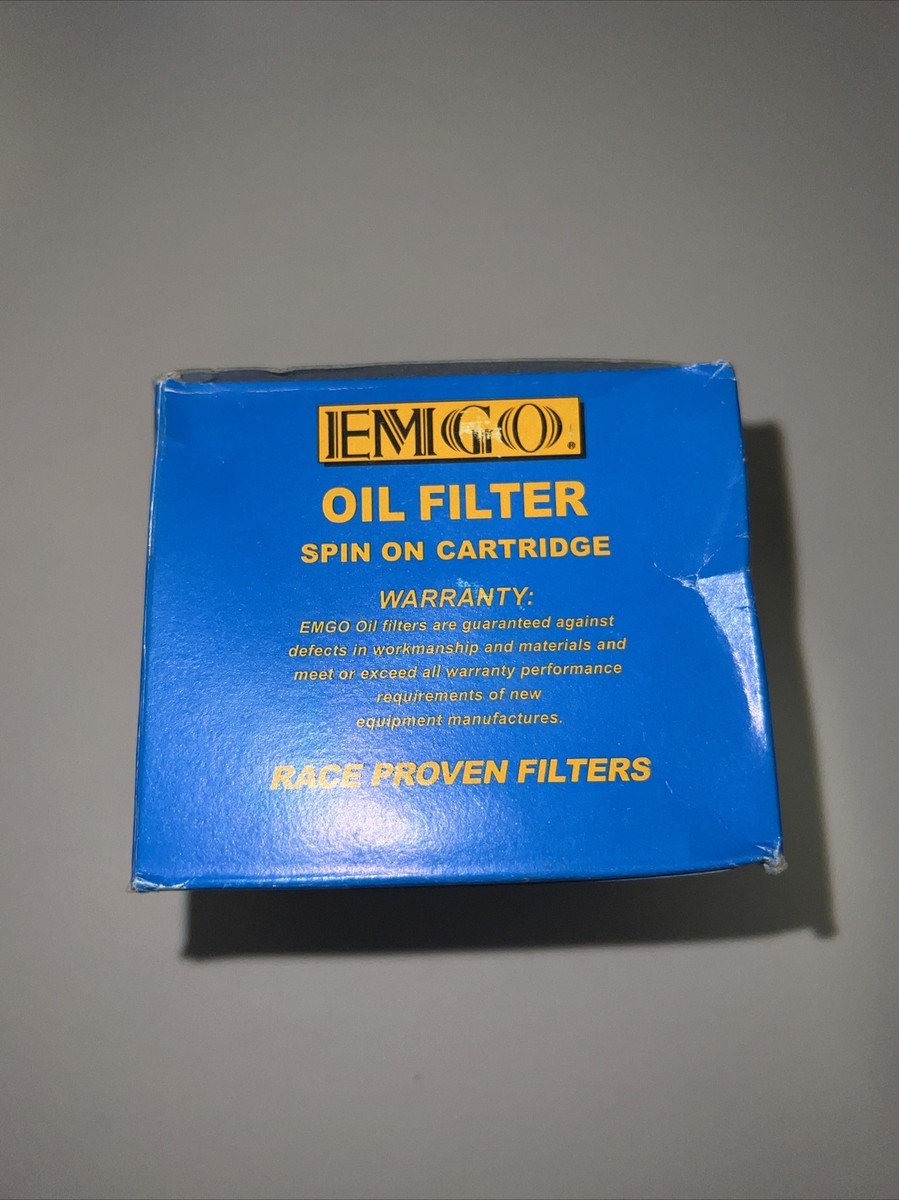 EMGO®
OIL FILTER
SPIN ON CARTRIDGE
WARRANTY:
EMGO Oil filters are guaranteed against
defects in workmanship and materials and
meet or exceed all warranty performance
requirements of new
equipment manufactures.
RACE PROVEN FILTERS